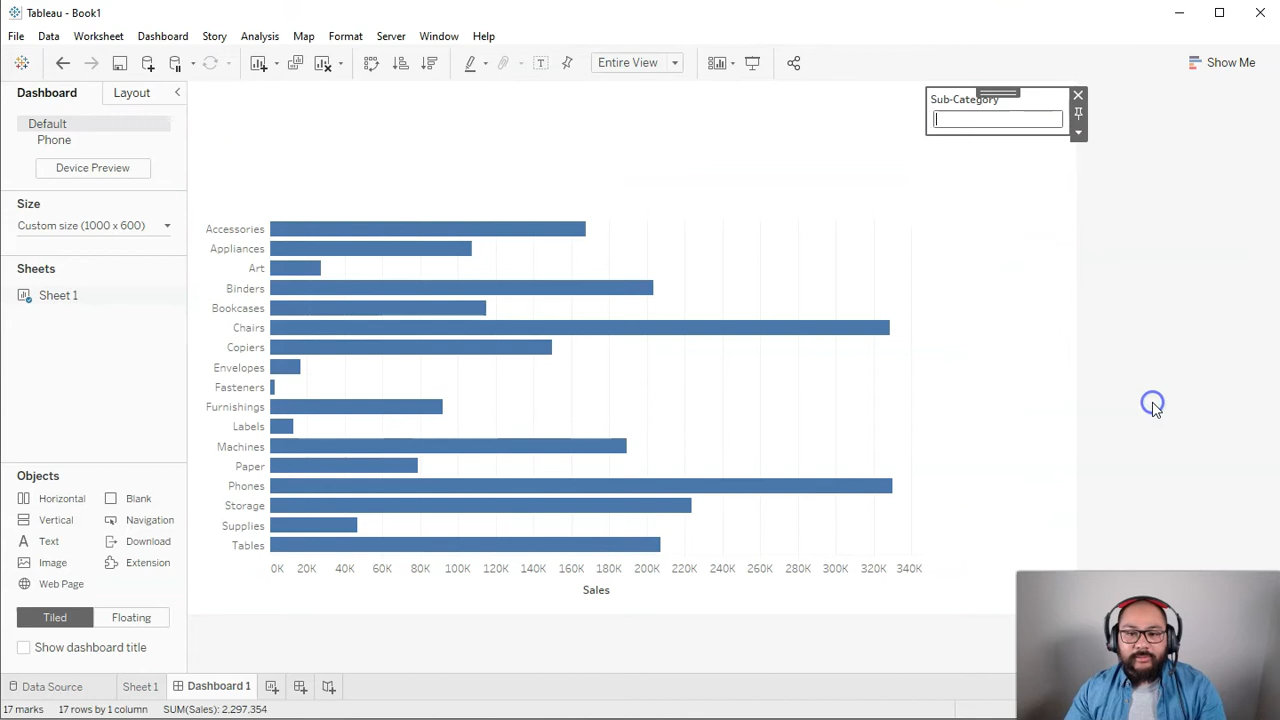 Tableau - Book1
File Data Worksheet Dashboard Story Analysis Map Format Server Window Help
Entire View
Show Me
Dashboard Layout
Default
Phone
Device Preview
Size
Custom size (1000 x 600)
Sheets
Sheet 1
Objects
Horizontal Blank
Vertical Navigation
Text Download
Image Extension
Web Page
Tiled Floating
Show dashboard title
Sub-Category
Accessories
Appliances
Art
Binders
Bookcases
Chairs
Copiers
Envelopes
Fasteners
Furnishings
Labels
Machines
Paper
Phones
Storage
Supplies
Tables
0K 20K 40K 60K 80K 100K 120K 140K 160K 180K 200K 220K 240K 260K 280K 300K 320K 340K
Sales
Data Source Sheet 1 Dashboard 1
17 marks 17 rows by 1 column SUM(Sales): 2,297,354